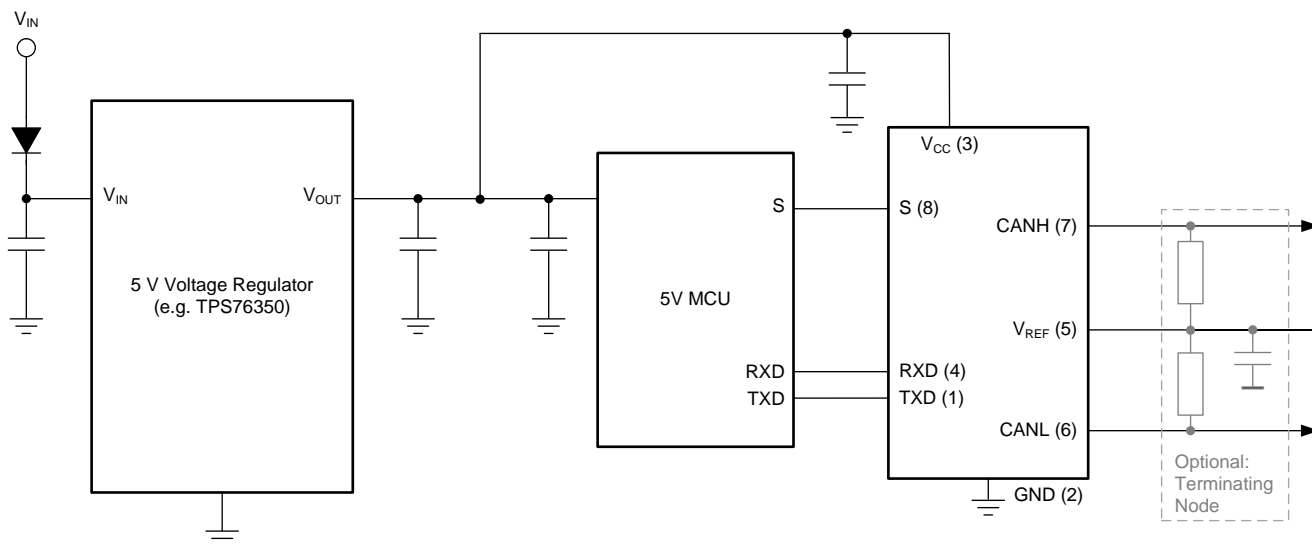 VIN
VIN
VOUT
5 V Voltage Regulator
(e.g. TPS76350)
S
5V MCU
RXD
TXD
VCC (3)
S (8)
CANH (7)
VREF (5)
RXD (4)
TXD (1)
CANL (6)
GND (2)
Optional:
Terminating
Node